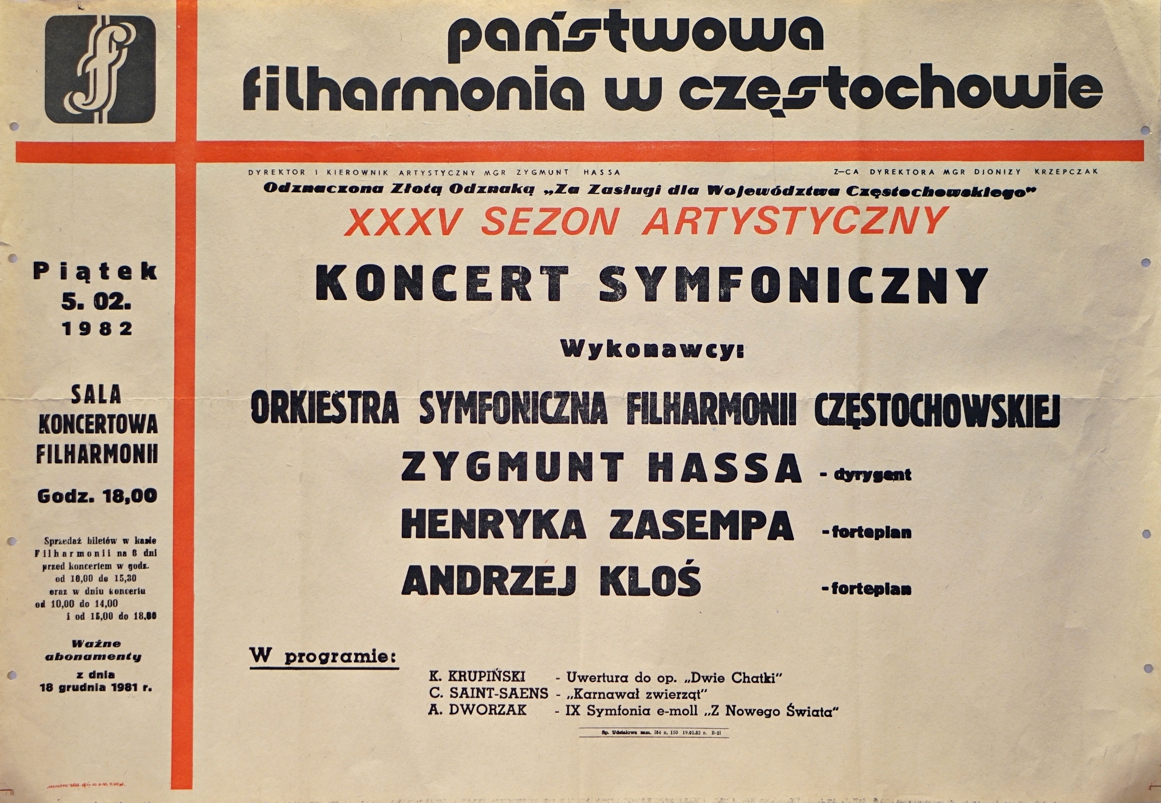 państwowa
filharmonia w częstochowie
DYREKTOR I KIEROWNIK ARTYSTYCZNY MGR ZYGMUNT HASSA
Z-CA DYREKTORA MGR DIONIZY KRZEPCZAK
Odznaczona Złotą Odznaką „Za Zasługi dla Województwa Częstochowskiego”
XXXV SEZON ARTYSTYCZNY
KONCERT SYMFONICZNY
Wykonawcy:
ORKIESTRA SYMFONICZNA FILHARMONII CZĘSTOCHOWSKIEJ
ZYGMUNT HASSA - dyrygent
HENRYKA ZASEMPA - fortepian
ANDRZEJ KLOŚ - fortepian
W programie:
K. KRUPIŃSKI - Uwertura do op. „Dwie Chatki”
C. SAINT-SAENS - „Karnawał zwierząt”
A. DWORZAK - IX Symfonia e-moll „Z Nowego Świata”
Piątek
5. 02.
1982
SALA
KONCERTOWA
FILHARMONII
Godz. 18,00
Sprzedaż biletów w kasie
Filharmonii na 6 dni
przed koncertem w godz.
od 10,00 do 15,30
oraz w dniu koncertu
od 10,00 do 14,00
i od 15,00 do 18,00
Ważne
abonamenty
z dnia
18 grudnia 1981 r.